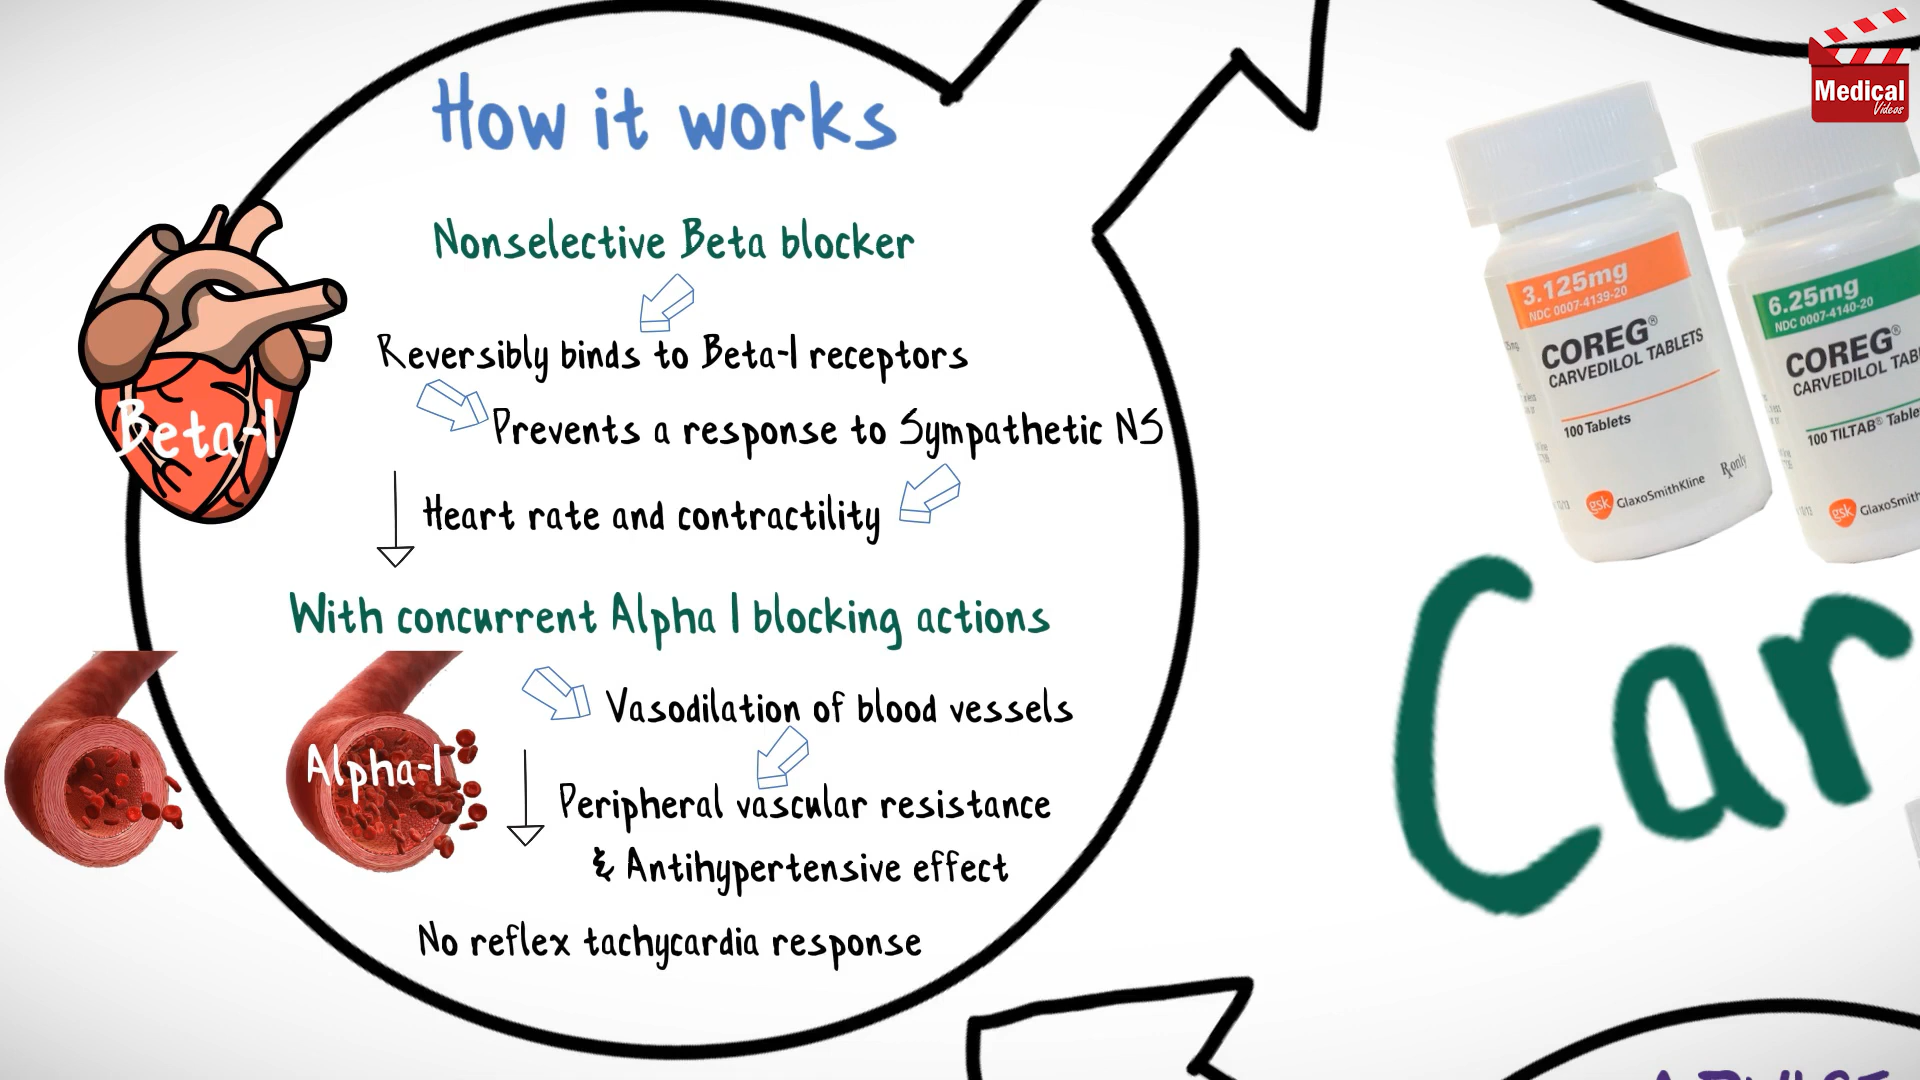 How it works
Nonselective Beta blocker
Reversibly binds to Beta-1 receptors
Prevents a response to Sympathetic NS
Heart rate and contractility
With concurrent Alpha 1 blocking actions
Vasodilation of blood vessels
Peripheral vascular resistance
& Antihypertensive effect
No reflex tachycardia response
Beta-1
Alpha-1
Medical
Videos
3.125mg
NDC 0007-4139-20
COREG®
CARVEDILOL TABLETS
100 Tablets
Rx only
gsk GlaxoSmithKline
6.25mg
NDC 0007-4140-20
COREG®
CARVEDILOL TAB
100 TILTAB® Table
gsk GlaxoSmith
Car